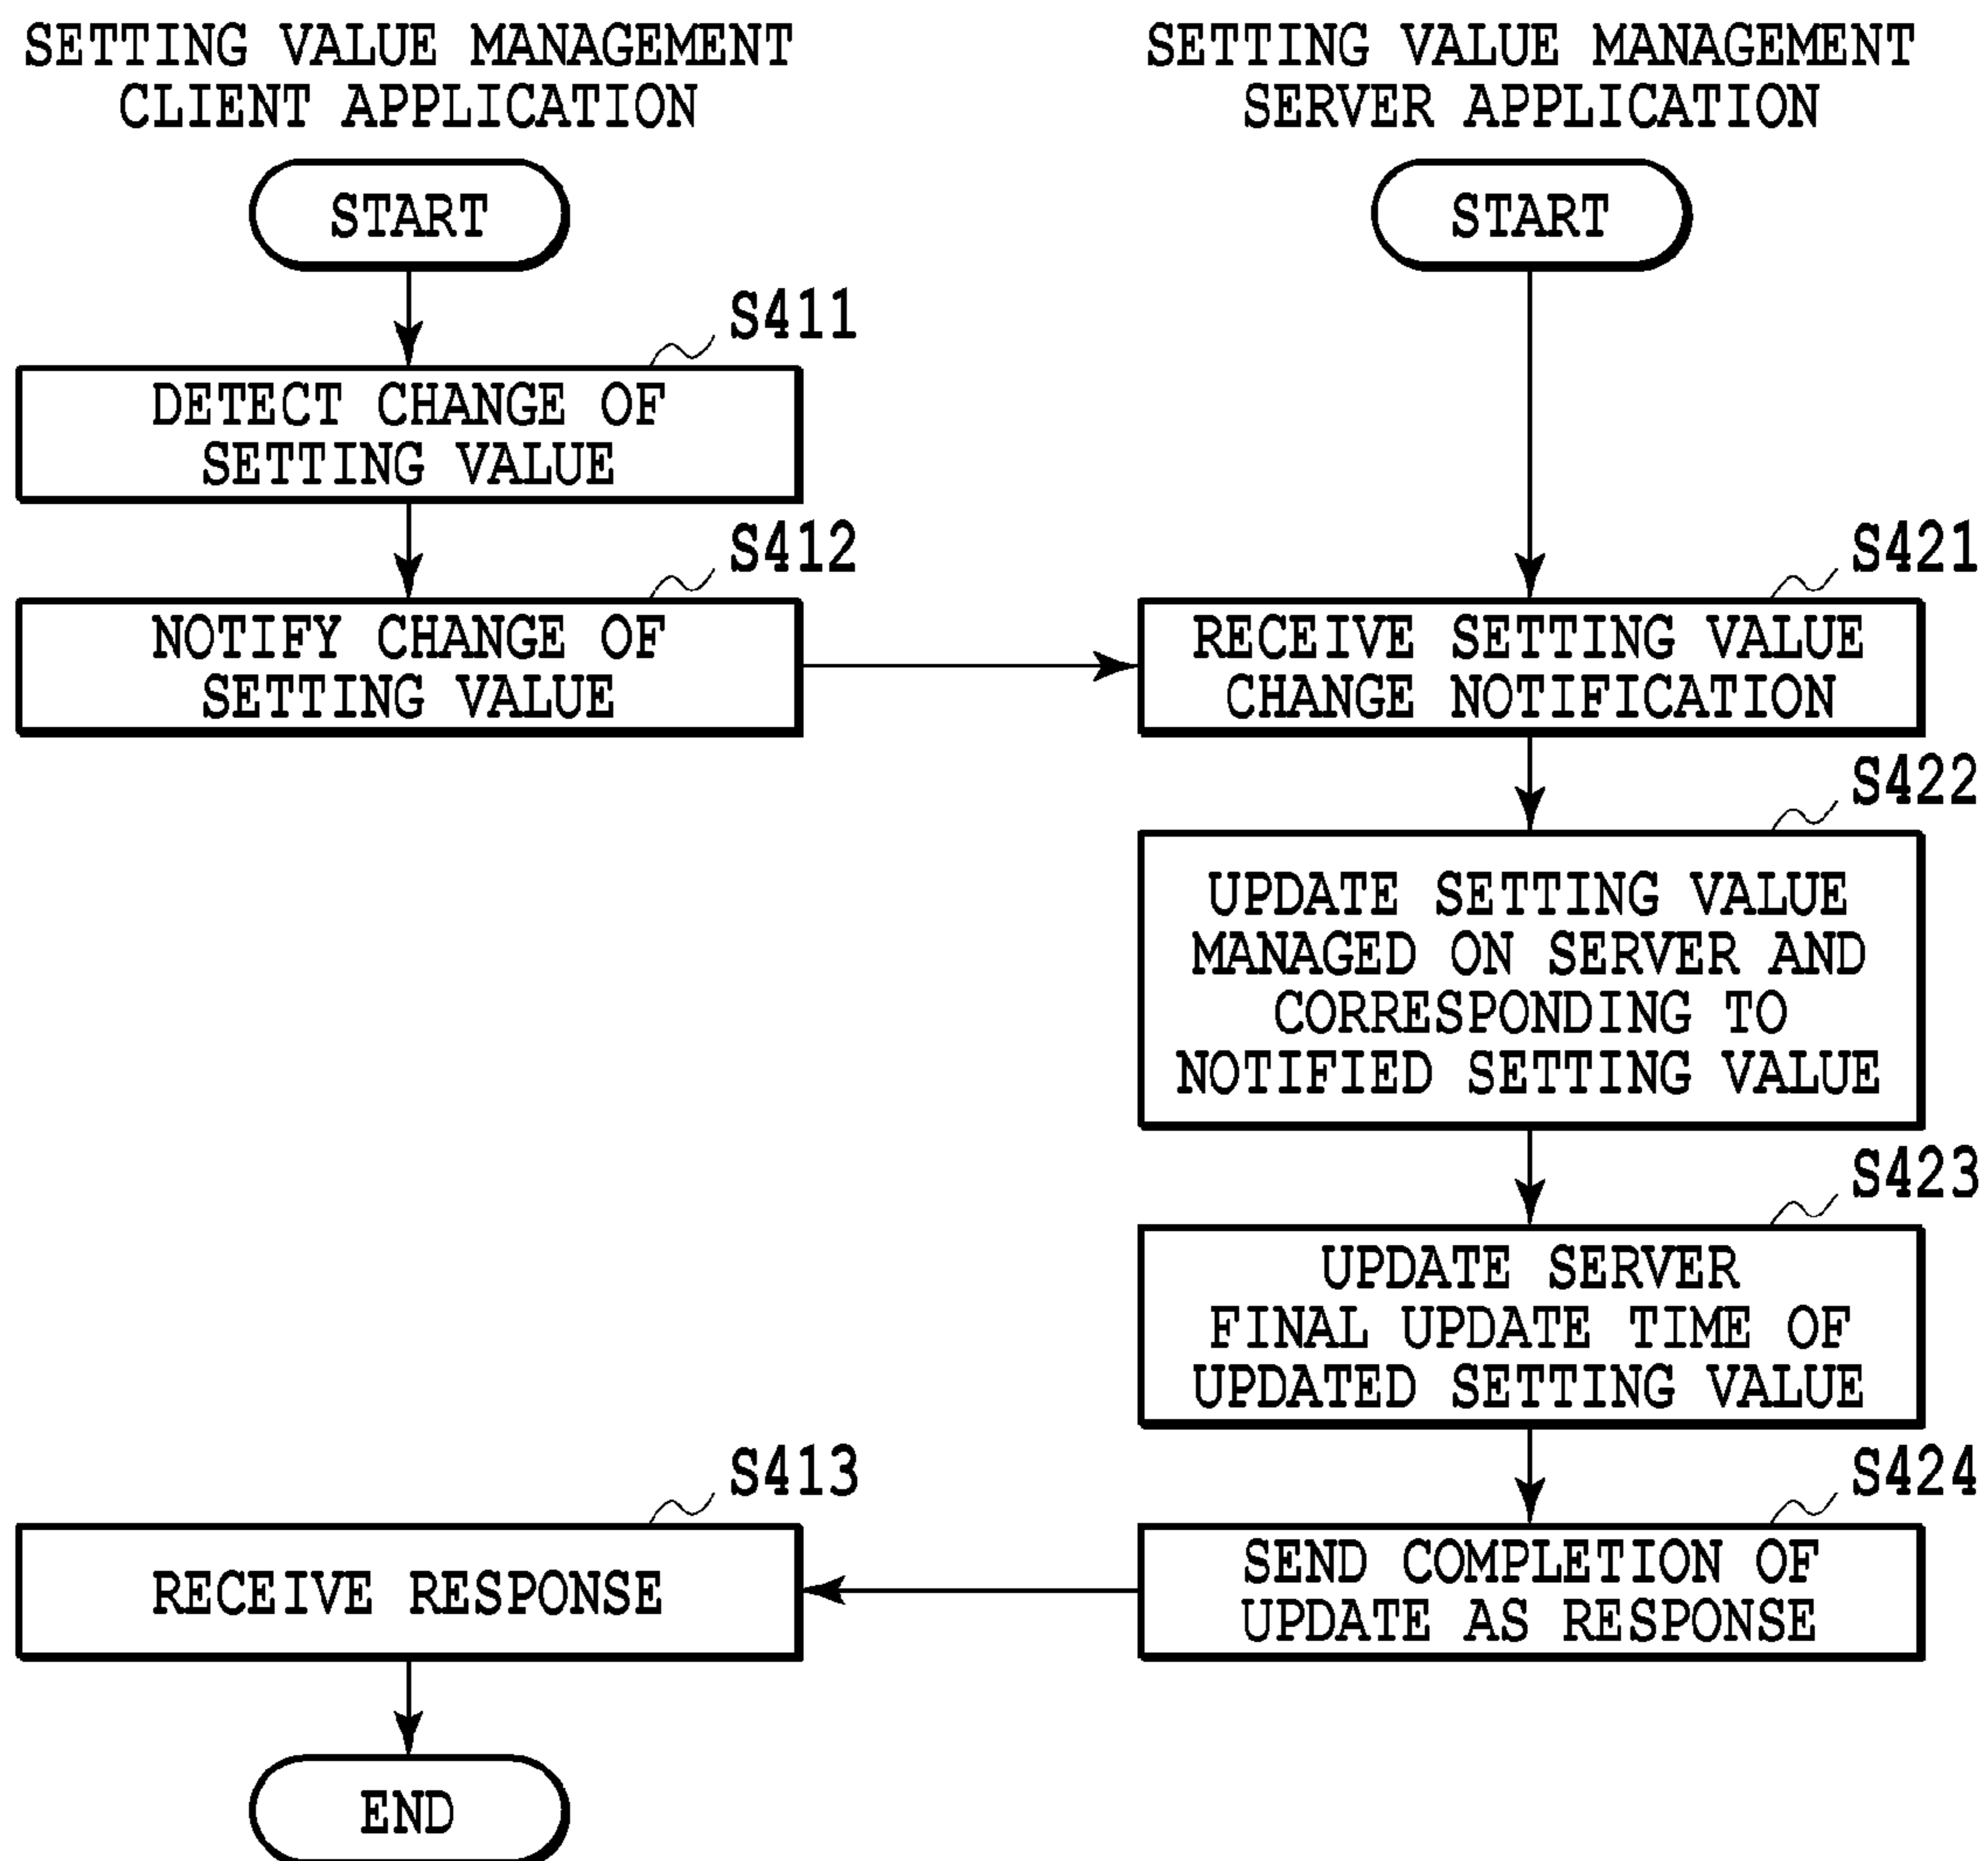 SETTING VALUE MANAGEMENT
CLIENT APPLICATION
START
S411
DETECT CHANGE OF
SETTING VALUE
S412
NOTIFY CHANGE OF
SETTING VALUE
S413
RECEIVE RESPONSE
END
SETTING VALUE MANAGEMENT
SERVER APPLICATION
START
S421
RECEIVE SETTING VALUE
CHANGE NOTIFICATION
S422
UPDATE SETTING VALUE
MANAGED ON SERVER AND
CORRESPONDING TO
NOTIFIED SETTING VALUE
S423
UPDATE SERVER
FINAL UPDATE TIME OF
UPDATED SETTING VALUE
S424
SEND COMPLETION OF
UPDATE AS RESPONSE